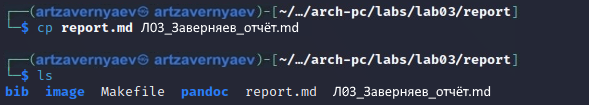 ┌──(artzavernyaev㉿ artzavernyaev)-[~/…/arch-pc/labs/lab03/report]
└─$ cp report.md Л03_Заверняев_отчёт.md
┌──(artzavernyaev㉿ artzavernyaev)-[~/…/arch-pc/labs/lab03/report]
└─$ ls
bib image Makefile pandoc report.md Л03_Заверняев_отчёт.md